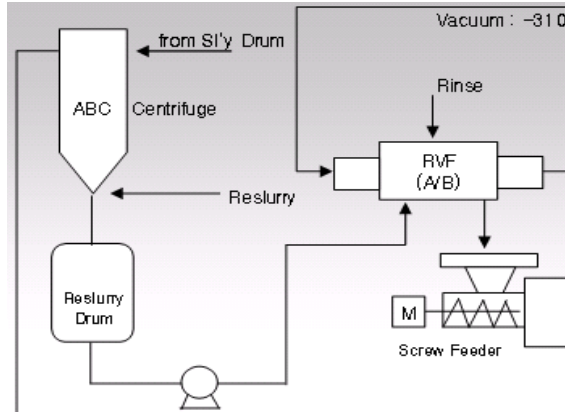 Vacuum : -310
from Sl'y Drum
Rinse
ABC
Centrifuge
RVF
(A/B)
Reslurry
Reslurry
Drum
M
Screw Feeder